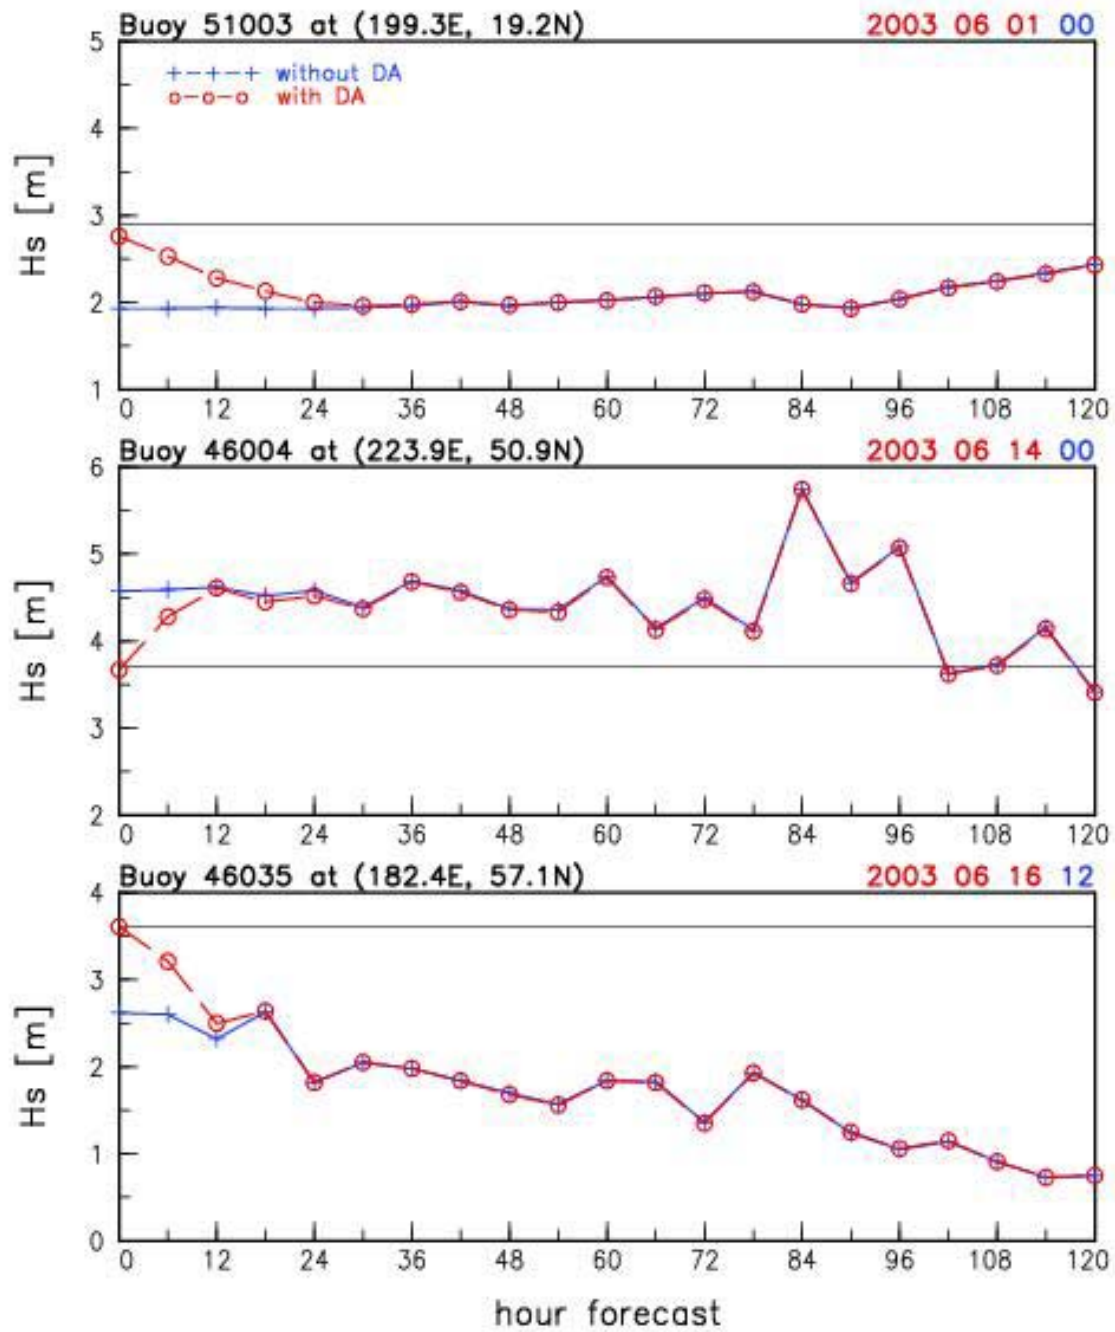 Buoy 51003 at (199.3E, 19.2N) 2003 06 01 00
5
+--+--+ without DA
o--o--o with DA
4
3
Hs [m]
2
1
0 12 24 36 48 60 72 84 96 108 120
Buoy 46004 at (223.9E, 50.9N) 2003 06 14 00
6
5
Hs [m]
4
3
2
0 12 24 36 48 60 72 84 96 108 120
Buoy 46035 at (182.4E, 57.1N) 2003 06 16 12
4
3
Hs [m]
2
1
0
0 12 24 36 48 60 72 84 96 108 120
hour forecast